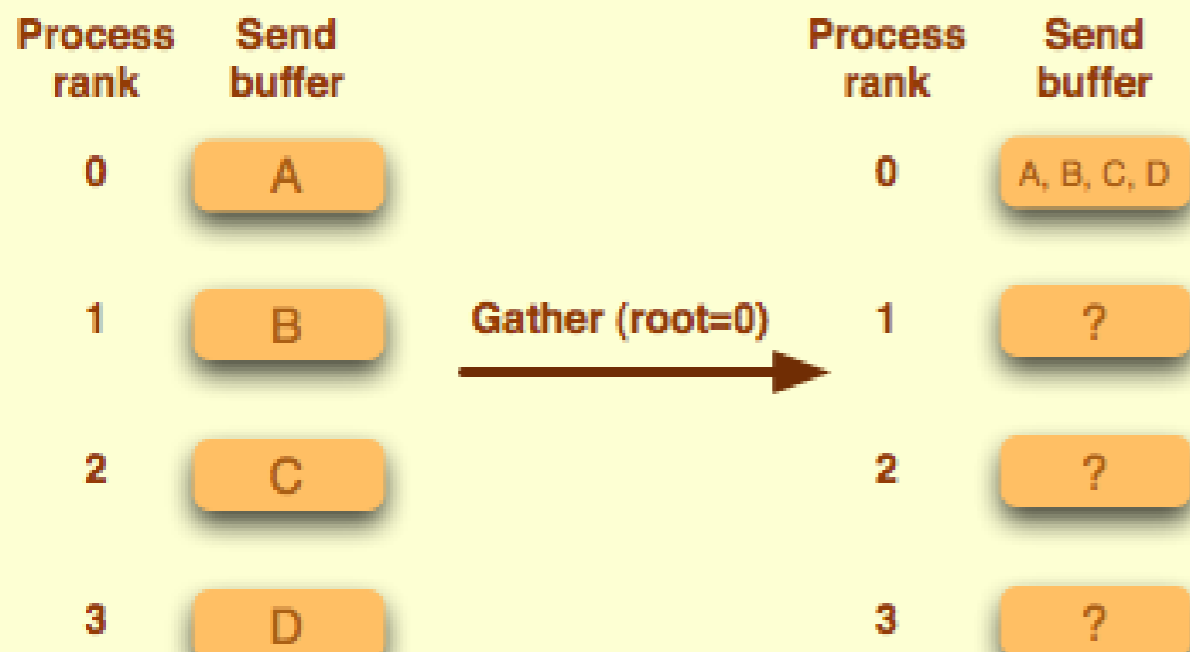 Process Send Process Send
rank buffer rank buffer
0 A 0 A, B, C, D
1 B Gather (root=0) 1 ?
2 C 2 ?
3 D 3 ?